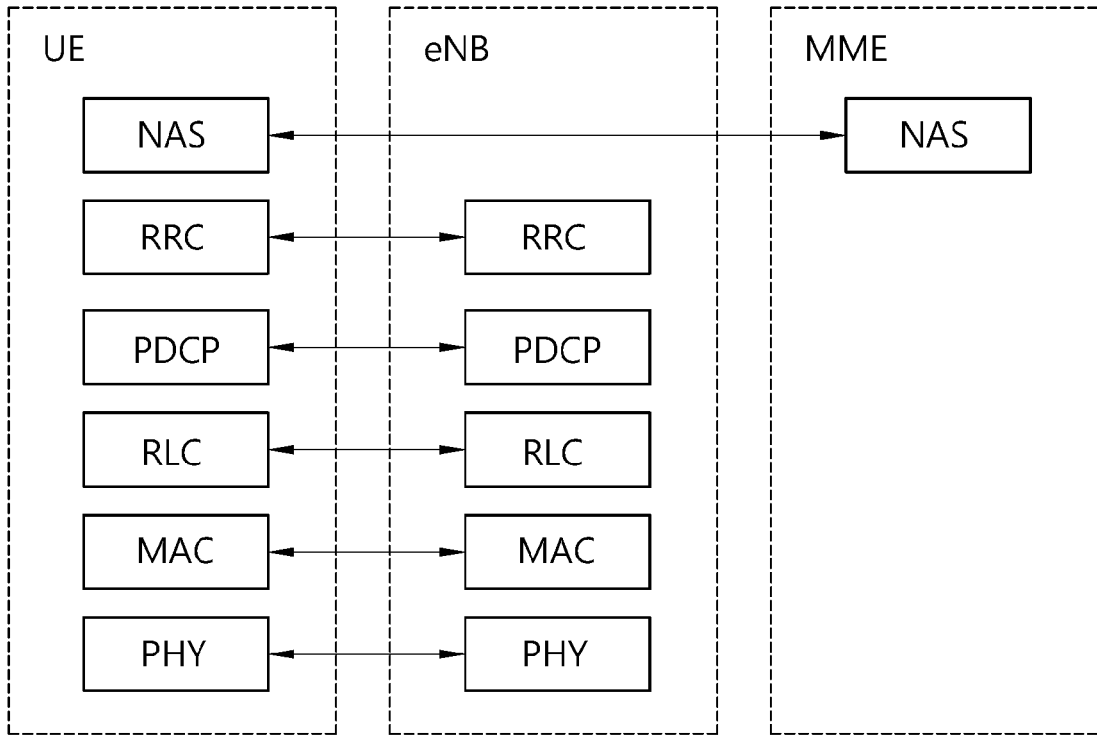 UE
eNB
MME
NAS
NAS
RRC
RRC
PDCP
PDCP
RLC
RLC
MAC
MAC
PHY
PHY